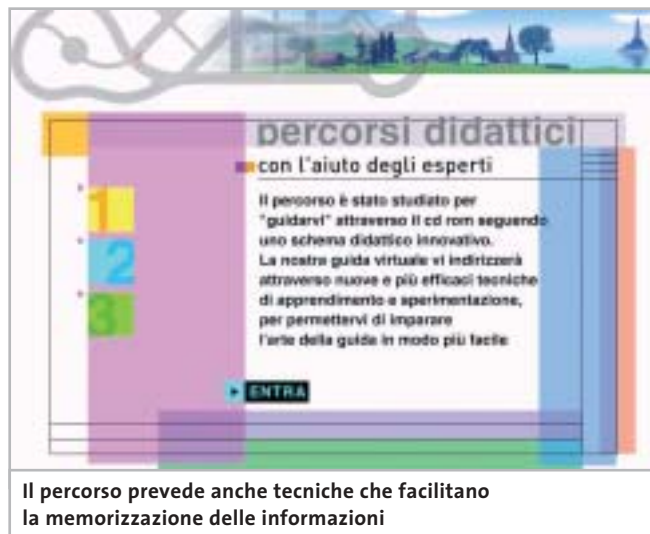 percorsi didattici
con l'aiuto degli esperti
1
2
3
Il percorso è stato studiato per
"guidarvi" attraverso il cd rom seguendo
uno schema didattico innovativo.
La nostra guida virtuale vi indirizzerà
attraverso nuove e più efficaci tecniche
di apprendimento e sperimentazione,
per permettervi di imparare
l'arte della guida in modo più facile
ENTRA
Il percorso prevede anche tecniche che facilitano
la memorizzazione delle informazioni